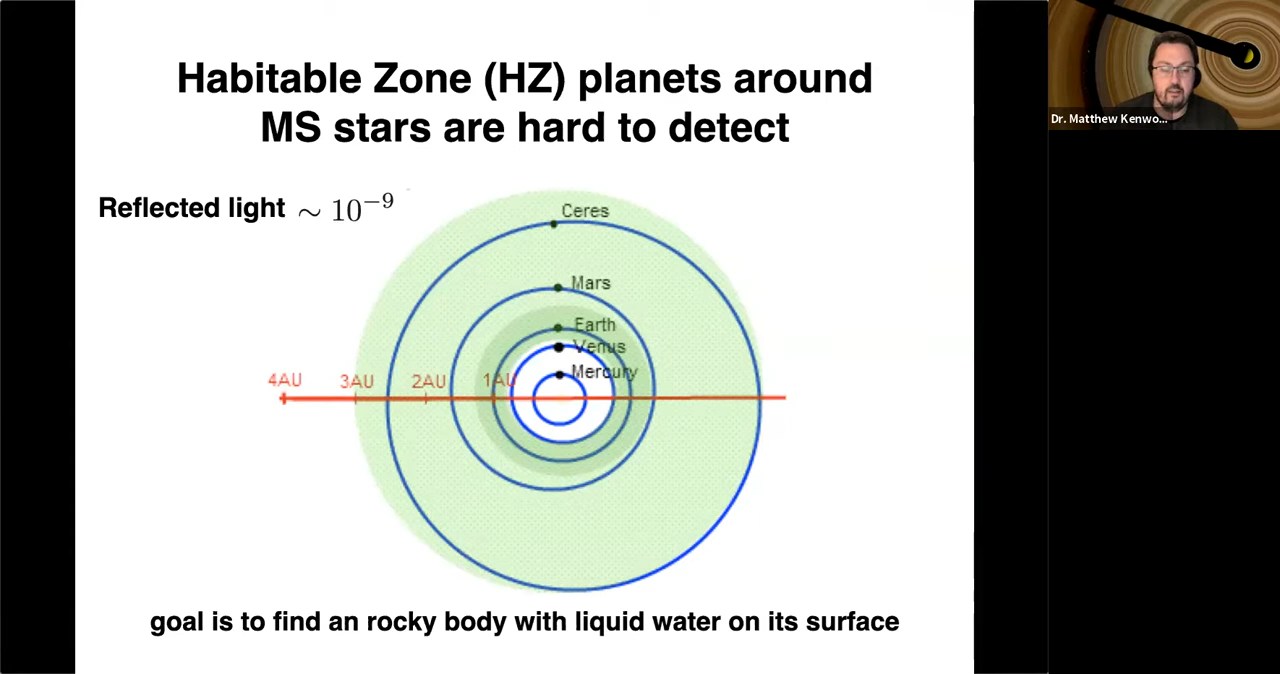 Habitable Zone (HZ) planets around
MS stars are hard to detect
Reflected light ∼ 10⁻⁹
Ceres
Mars
Earth
Venus
Mercury
4AU 3AU 2AU 1AU
goal is to find an rocky body with liquid water on its surface
Dr. Matthew Kenwo...